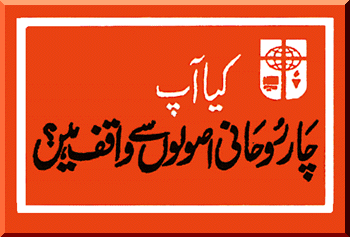 کیا آپ
چار رُوحانی اصولوں سے واقف ہیں؟